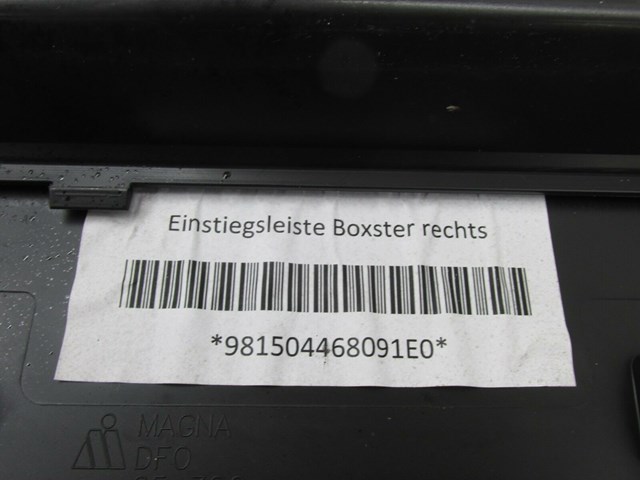 Einstiegsleiste Boxster rechts
*981504468091E0*
MAGNA
DFO